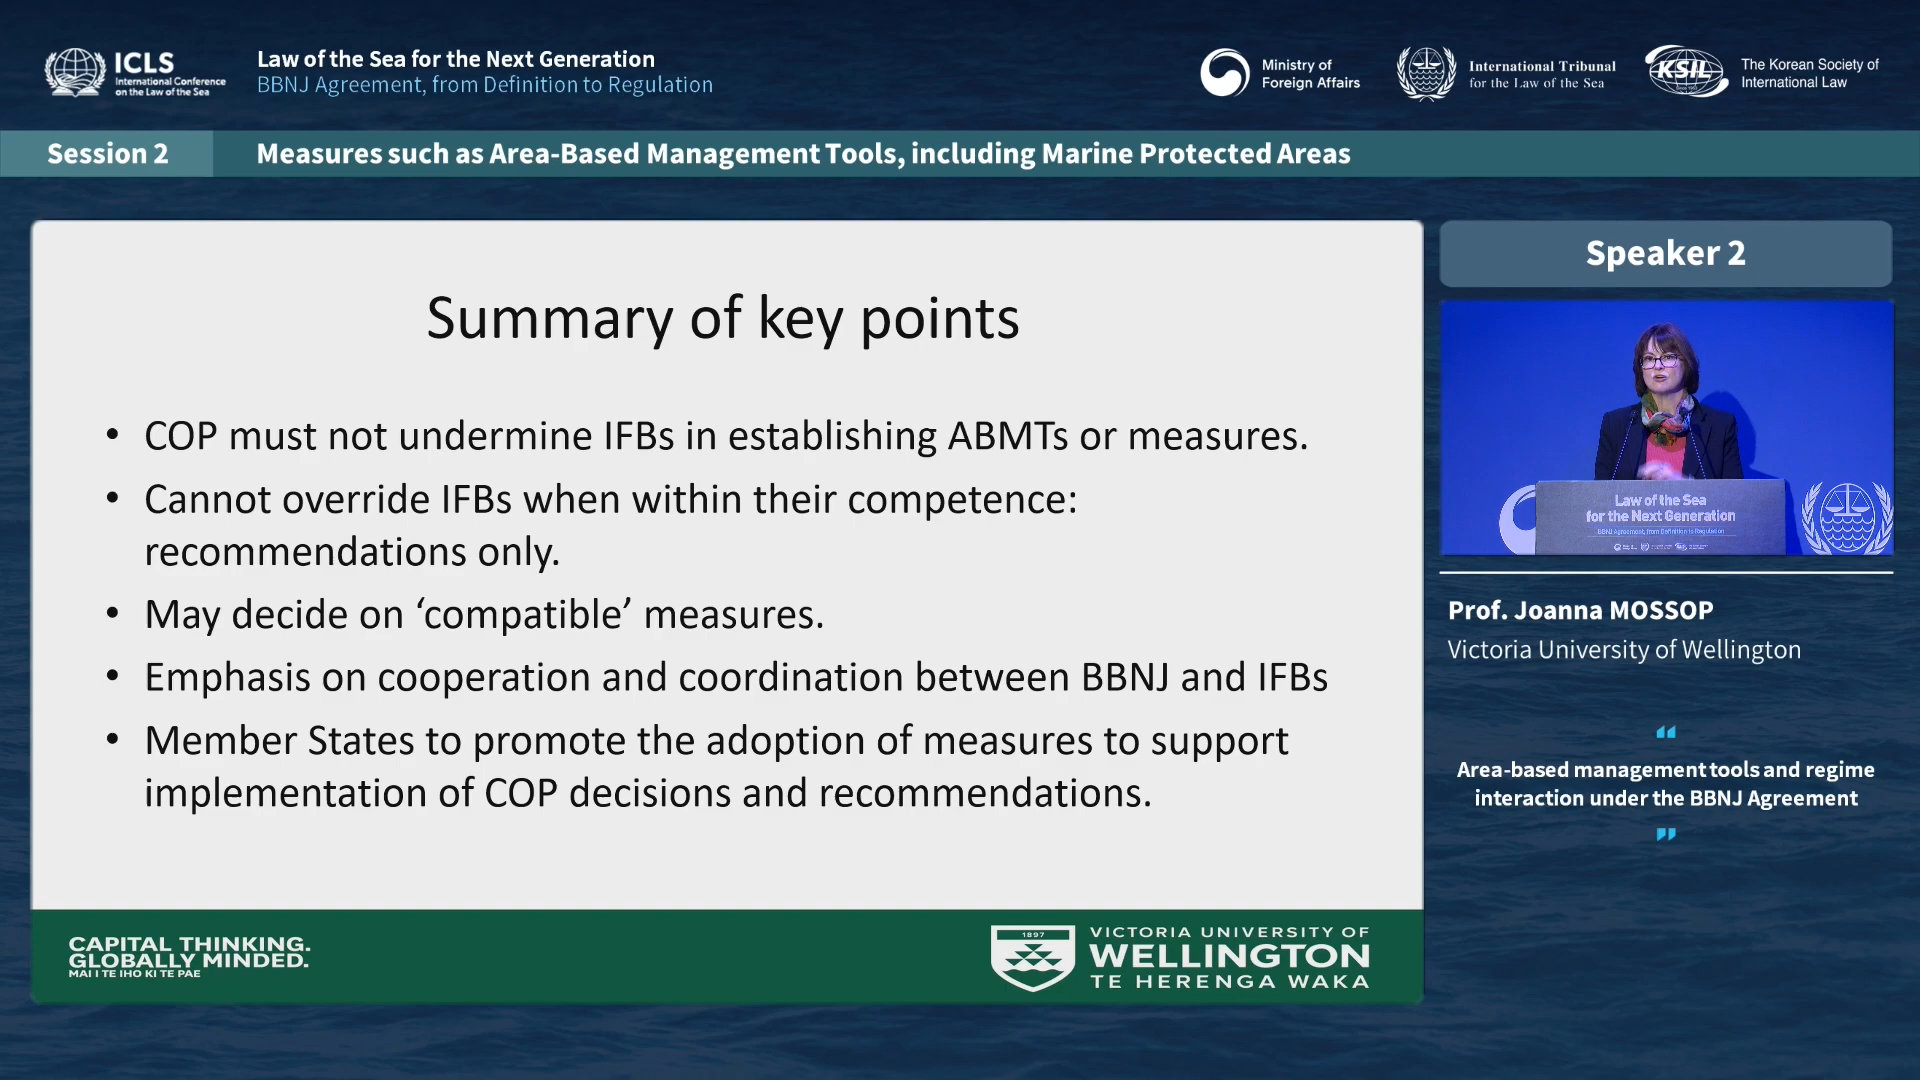 ICLS
International Conference
on the Law of the Sea
Law of the Sea for the Next Generation
BBNJ Agreement, from Definition to Regulation
Ministry of
Foreign Affairs
International Tribunal
for the Law of the Sea
KSIL
The Korean Society of
International Law
Session 2
Measures such as Area-Based Management Tools, including Marine Protected Areas
Summary of key points
• COP must not undermine IFBs in establishing ABMTs or measures.
• Cannot override IFBs when within their competence:
recommendations only.
• May decide on ‘compatible’ measures.
• Emphasis on cooperation and coordination between BBNJ and IFBs
• Member States to promote the adoption of measures to support
implementation of COP decisions and recommendations.
CAPITAL THINKING.
GLOBALLY MINDED.
MAI I TE IHO KI TE PAE
1897
VICTORIA UNIVERSITY OF
WELLINGTON
TE HERENGA WAKA
Speaker 2
Law of the Sea
for the Next Generation
BBNJ Agreement, from Definition to Regulation
Prof. Joanna MOSSOP
Victoria University of Wellington
“
Area-based management tools and regime
interaction under the BBNJ Agreement
”